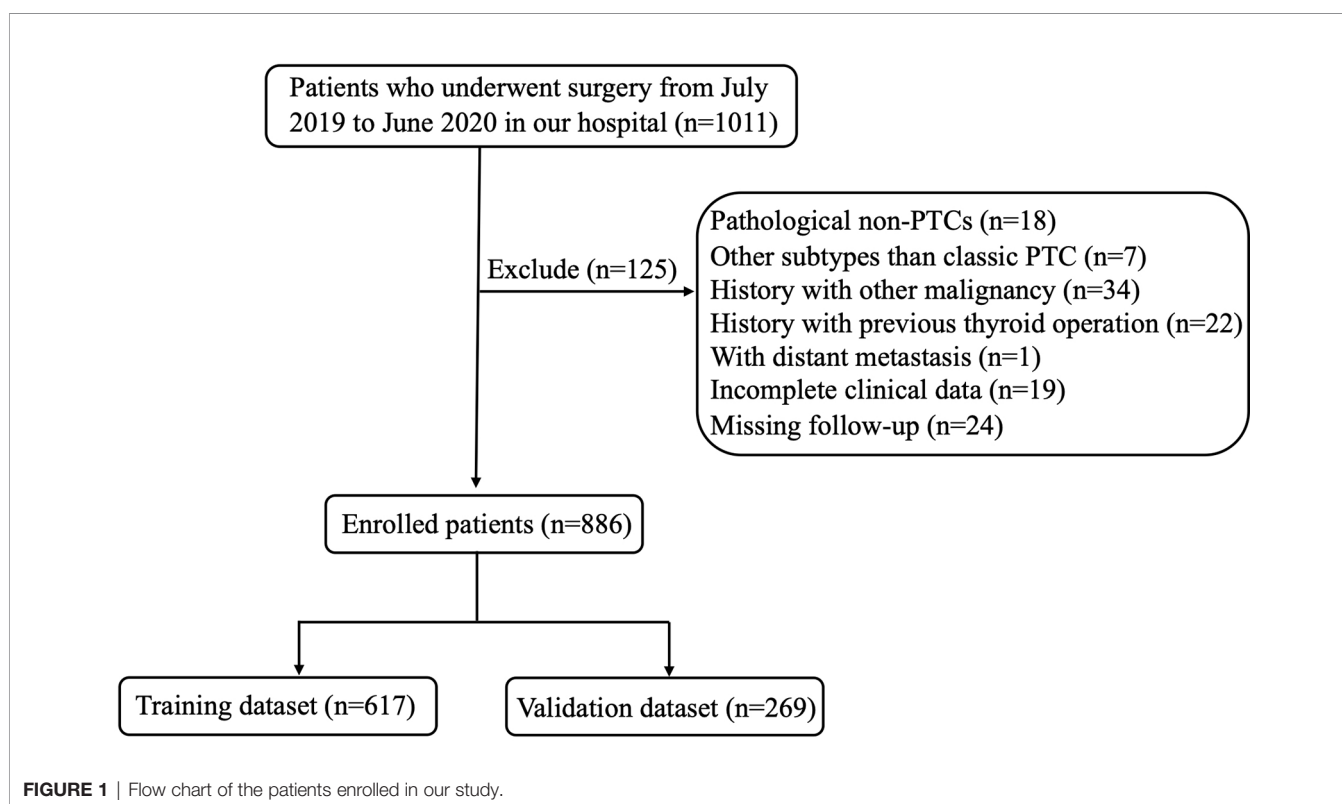 Patients who underwent surgery from July
2019 to June 2020 in our hospital (n=1011)
Exclude (n=125)
Pathological non-PTCs (n=18)
Other subtypes than classic PTC (n=7)
History with other malignancy (n=34)
History with previous thyroid operation (n=22)
With distant metastasis (n=1)
Incomplete clinical data (n=19)
Missing follow-up (n=24)
Enrolled patients (n=886)
Training dataset (n=617)
Validation dataset (n=269)
FIGURE 1 | Flow chart of the patients enrolled in our study.